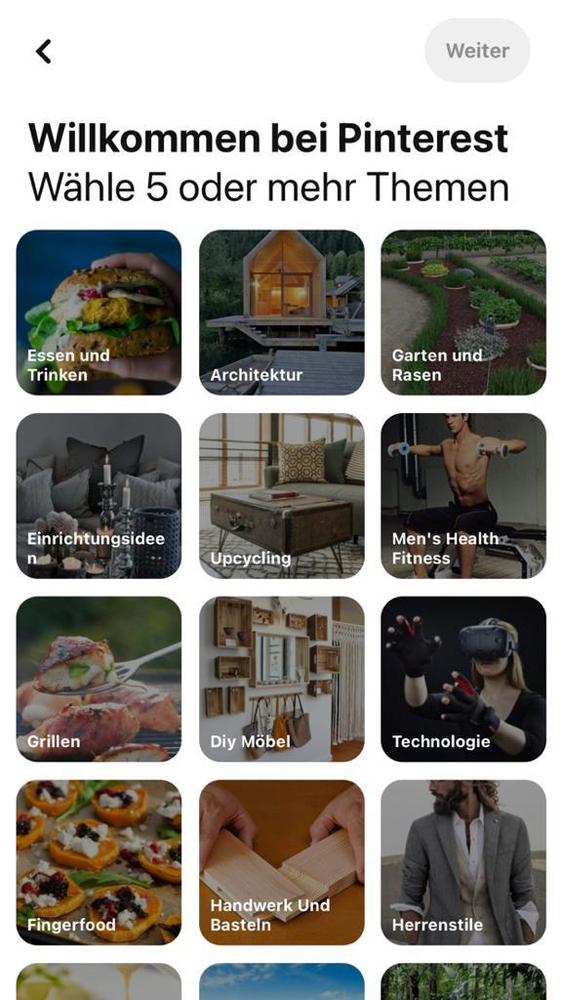 Weiter
Willkommen bei Pinterest
Wähle 5 oder mehr Themen
Essen und
Trinken
Architektur
Garten und
Rasen
Einrichtungsidee
n
Upcycling
Men's Health
Fitness
Grillen
Diy Möbel
Technologie
Fingerfood
Handwerk Und
Basteln
Herrenstile